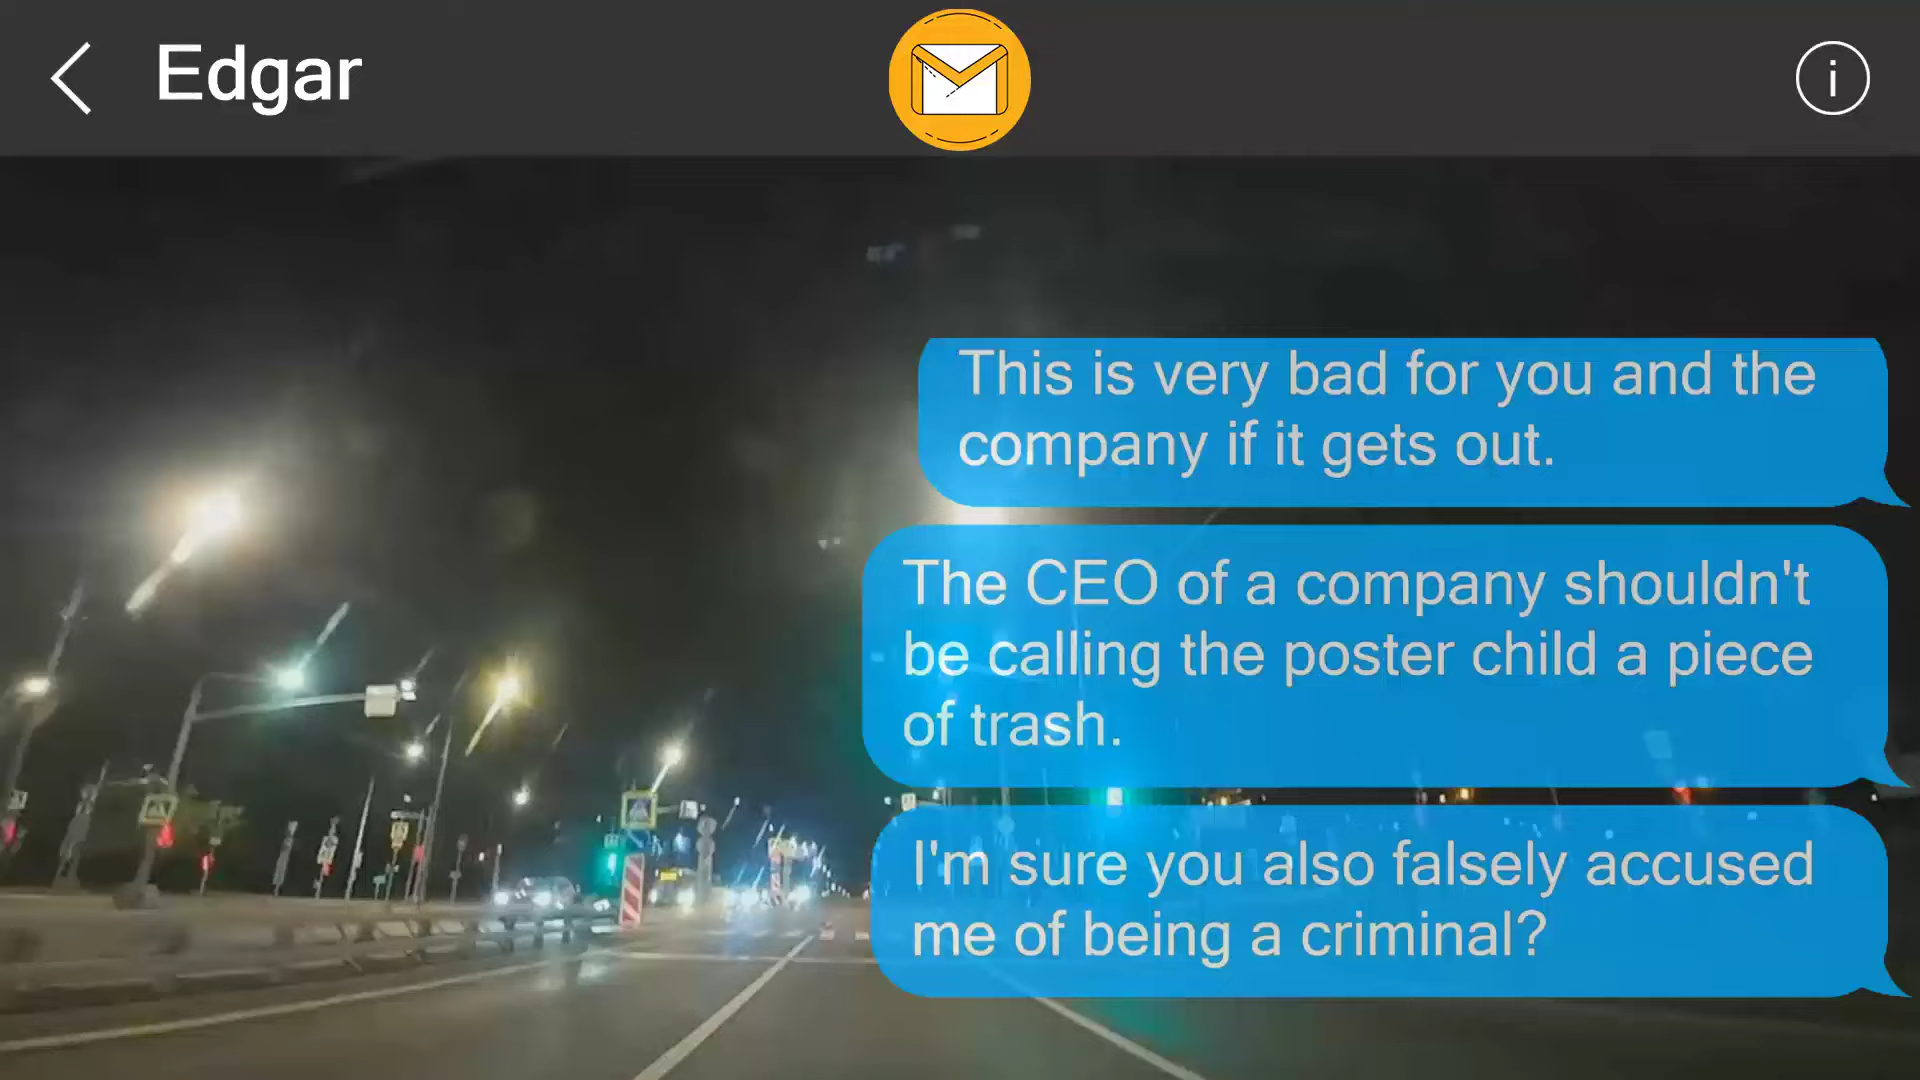 Edgar
i
This is very bad for you and the
company if it gets out.
The CEO of a company shouldn't
be calling the poster child a piece
of trash.
I'm sure you also falsely accused
me of being a criminal?